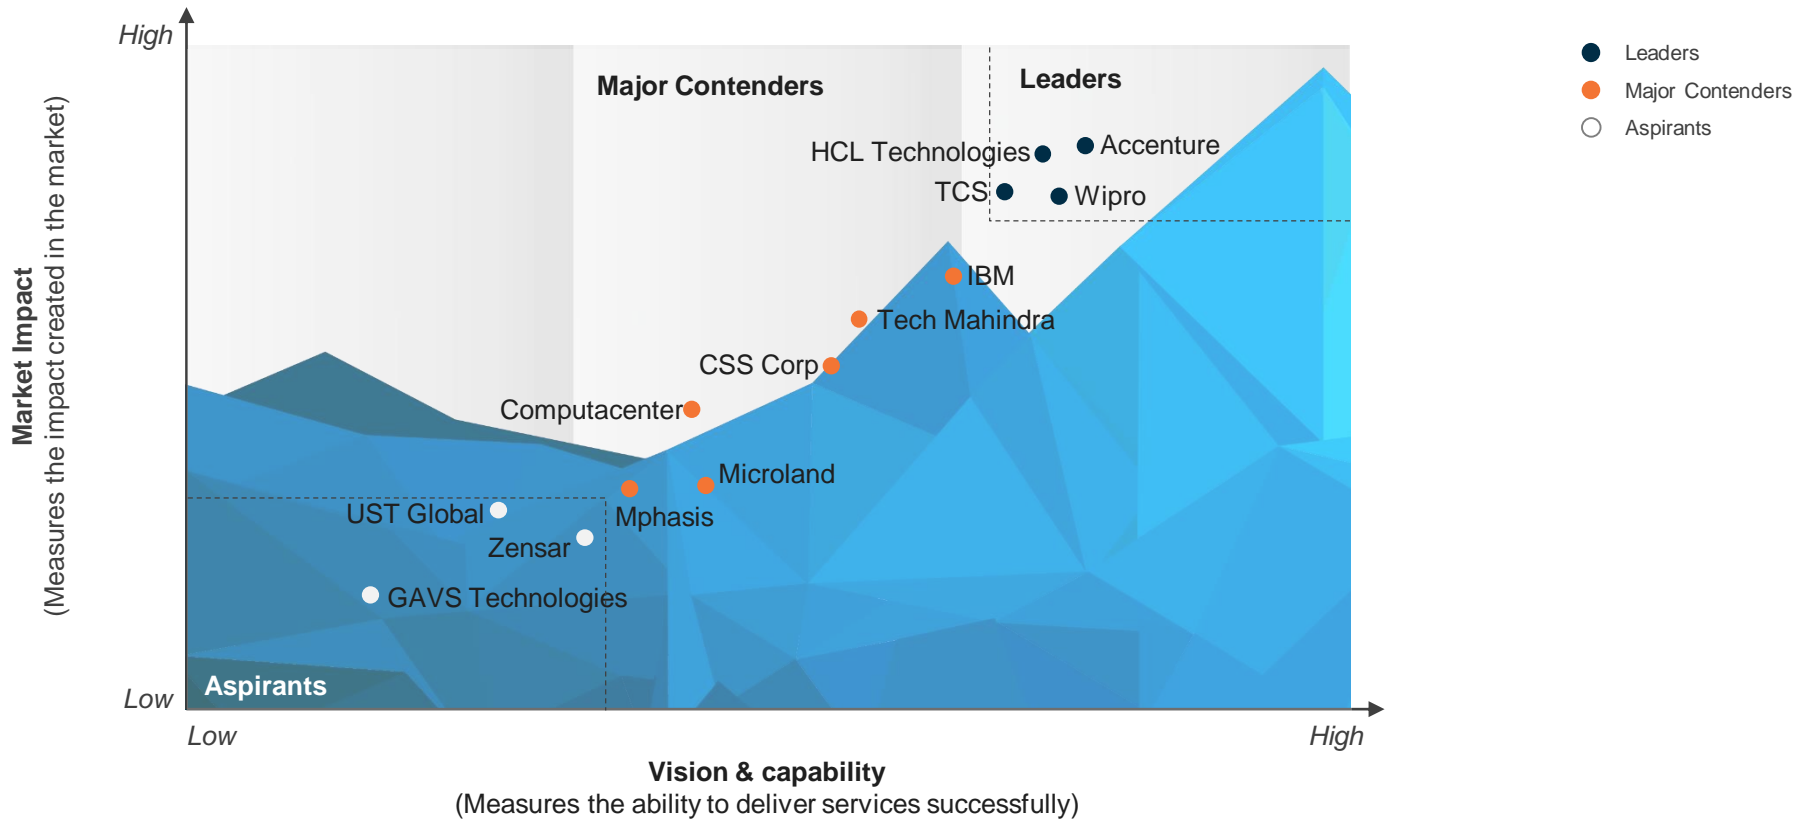 High
Major Contenders
Leaders
Leaders
Major Contenders
Aspirants
HCL Technologies
Accenture
TCS
Wipro
IBM
Tech Mahindra
CSS Corp
Computacenter
Microland
Mphasis
UST Global
Zensar
GAVS Technologies
Aspirants
Market Impact
(Measures the impact created in the market)
Low
Low
High
Vision & capability
(Measures the ability to deliver services successfully)